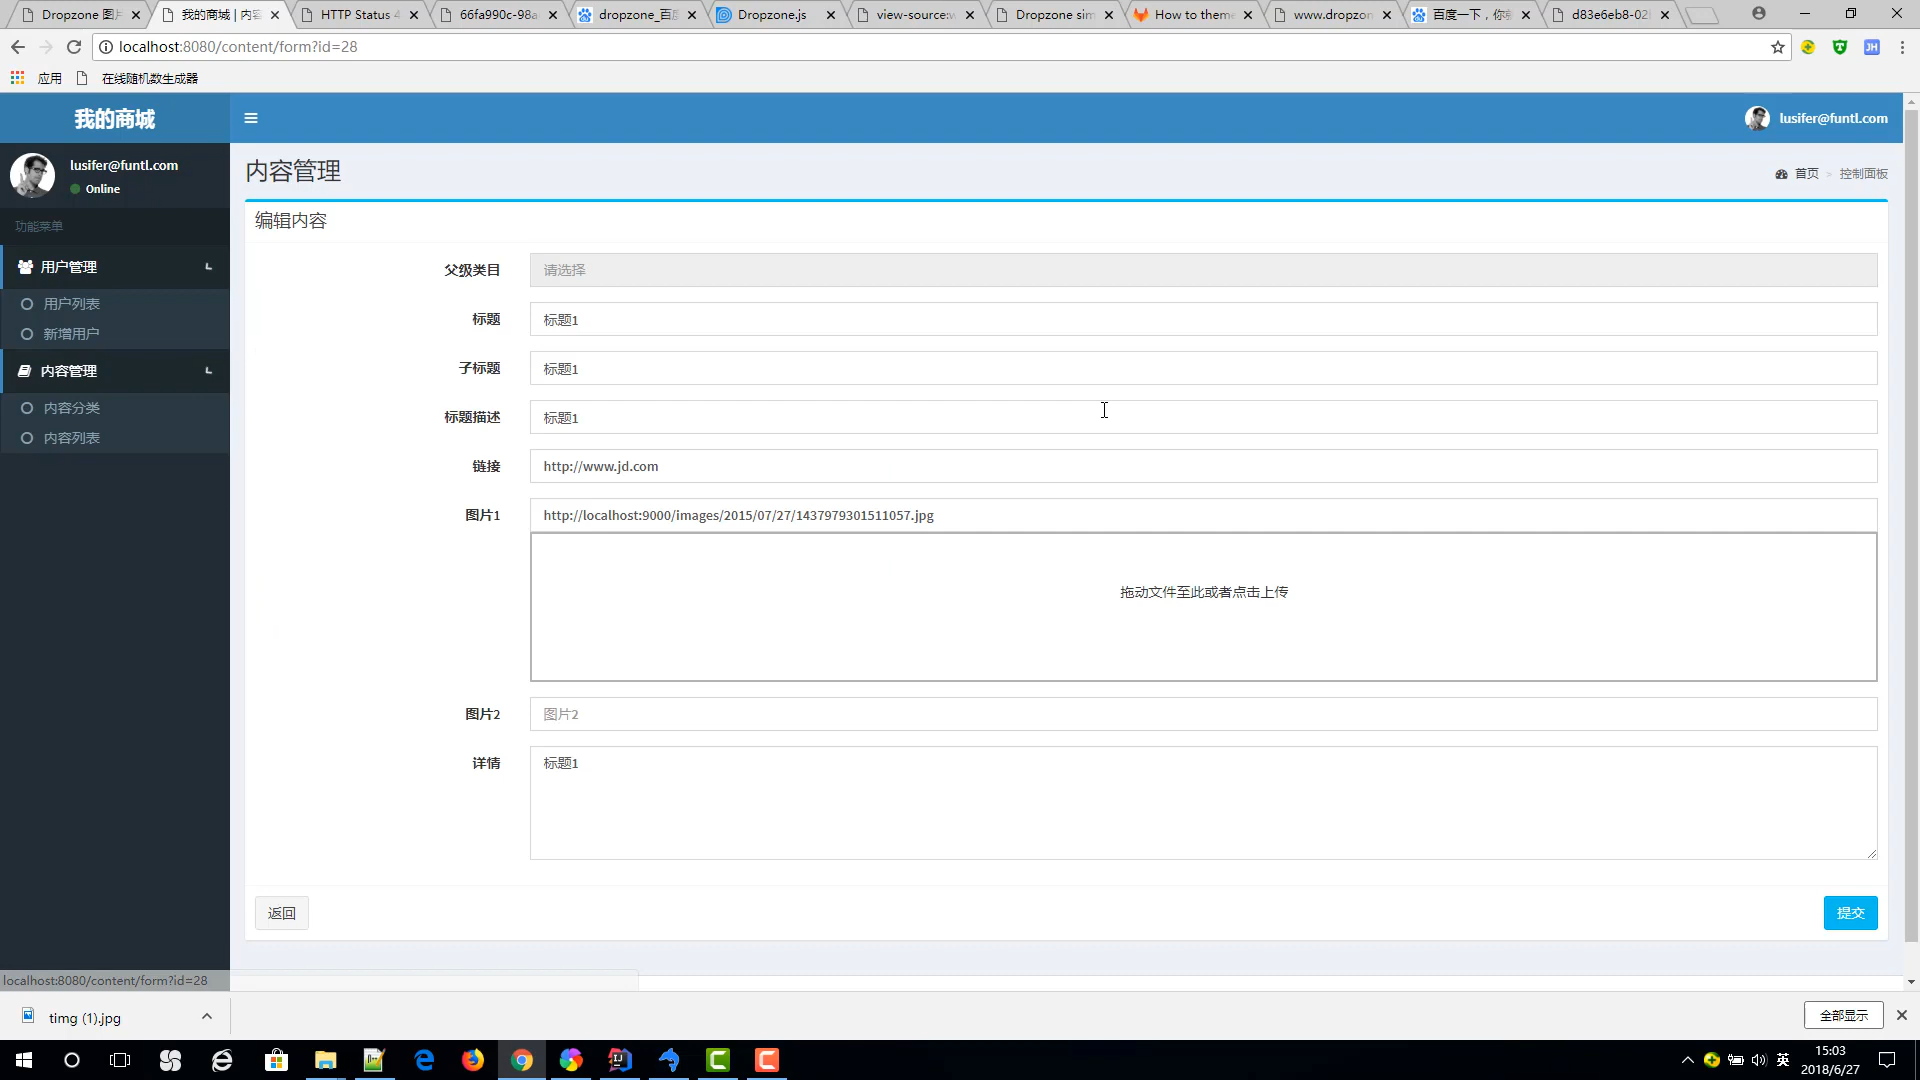 Dropzone 图片
我的商城 | 内容
HTTP Status 4
66fa990c-98a
dropzone_百度
Dropzone.js
view-source:w
Dropzone sim
How to theme
www.dropzon
百度一下，你就
d83e6eb8-02
localhost:8080/content/form?id=28
应用
在线随机数生成器
我的商城
lusifer@funtl.com
lusifer@funtl.com
Online
功能菜单
用户管理
用户列表
新增用户
内容管理
内容分类
内容列表
内容管理
首页 > 控制面板
编辑内容
父级类目 请选择
标题 标题1
子标题 标题1
标题描述 标题1
链接 http://www.jd.com
图片1 http://localhost:9000/images/2015/07/27/1437979301511057.jpg
拖动文件至此或者点击上传
图片2 图片2
详情 标题1
返回
提交
localhost:8080/content/form?id=28
timg (1).jpg
全部显示
英
15:03
2018/6/27